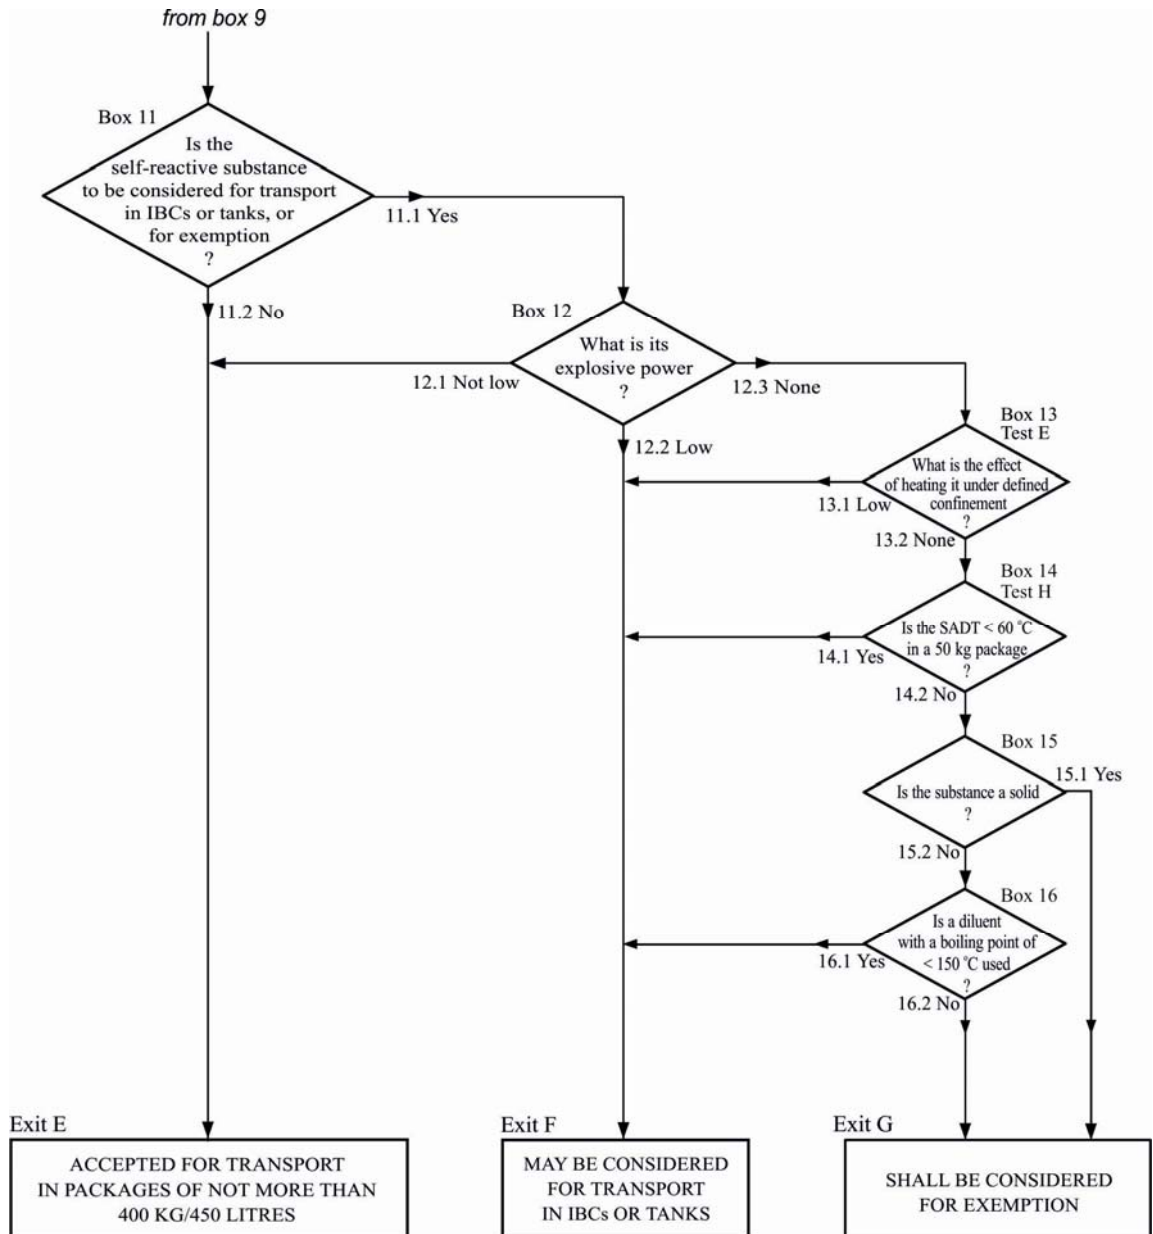 from box 9
Box 11
Is the
self-reactive substance
to be considered for transport
in IBCs or tanks, or
for exemption
?
11.1 Yes
11.2 No
Box 12
What is its
explosive power
?
12.1 Not low
12.3 None
12.2 Low
Box 13
Test E
What is the effect
of heating it under defined
confinement
?
13.1 Low
13.2 None
Box 14
Test H
Is the SADT < 60 °C
in a 50 kg package
?
14.1 Yes
14.2 No
Box 15
15.1 Yes
Is the substance a solid
?
15.2 No
Box 16
Is a diluent
with a boiling point of
< 150 °C used
?
16.1 Yes
16.2 No
Exit E
ACCEPTED FOR TRANSPORT
IN PACKAGES OF NOT MORE THAN
400 KG/450 LITRES
Exit F
MAY BE CONSIDERED
FOR TRANSPORT
IN IBCs OR TANKS
Exit G
SHALL BE CONSIDERED
FOR EXEMPTION